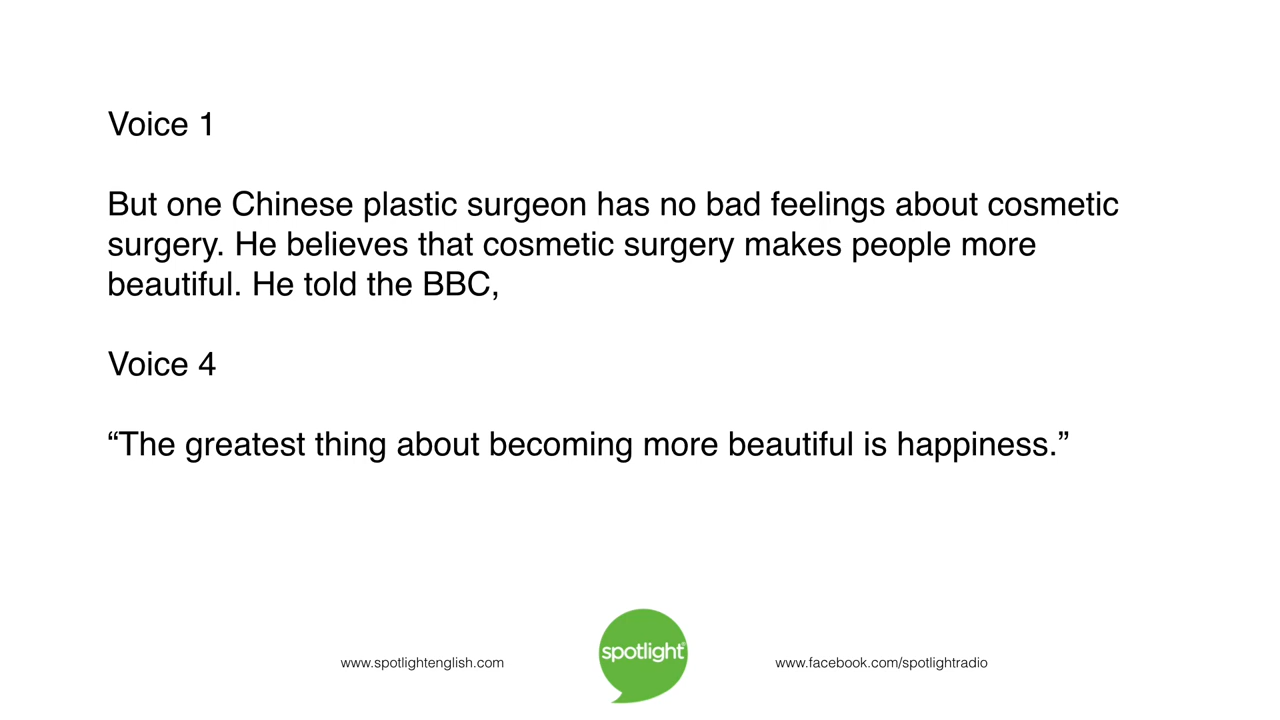 Voice 1
But one Chinese plastic surgeon has no bad feelings about cosmetic
surgery. He believes that cosmetic surgery makes people more
beautiful. He told the BBC,
Voice 4
“The greatest thing about becoming more beautiful is happiness.”
www.spotlightenglish.com
spotlight®
www.facebook.com/spotlightradio